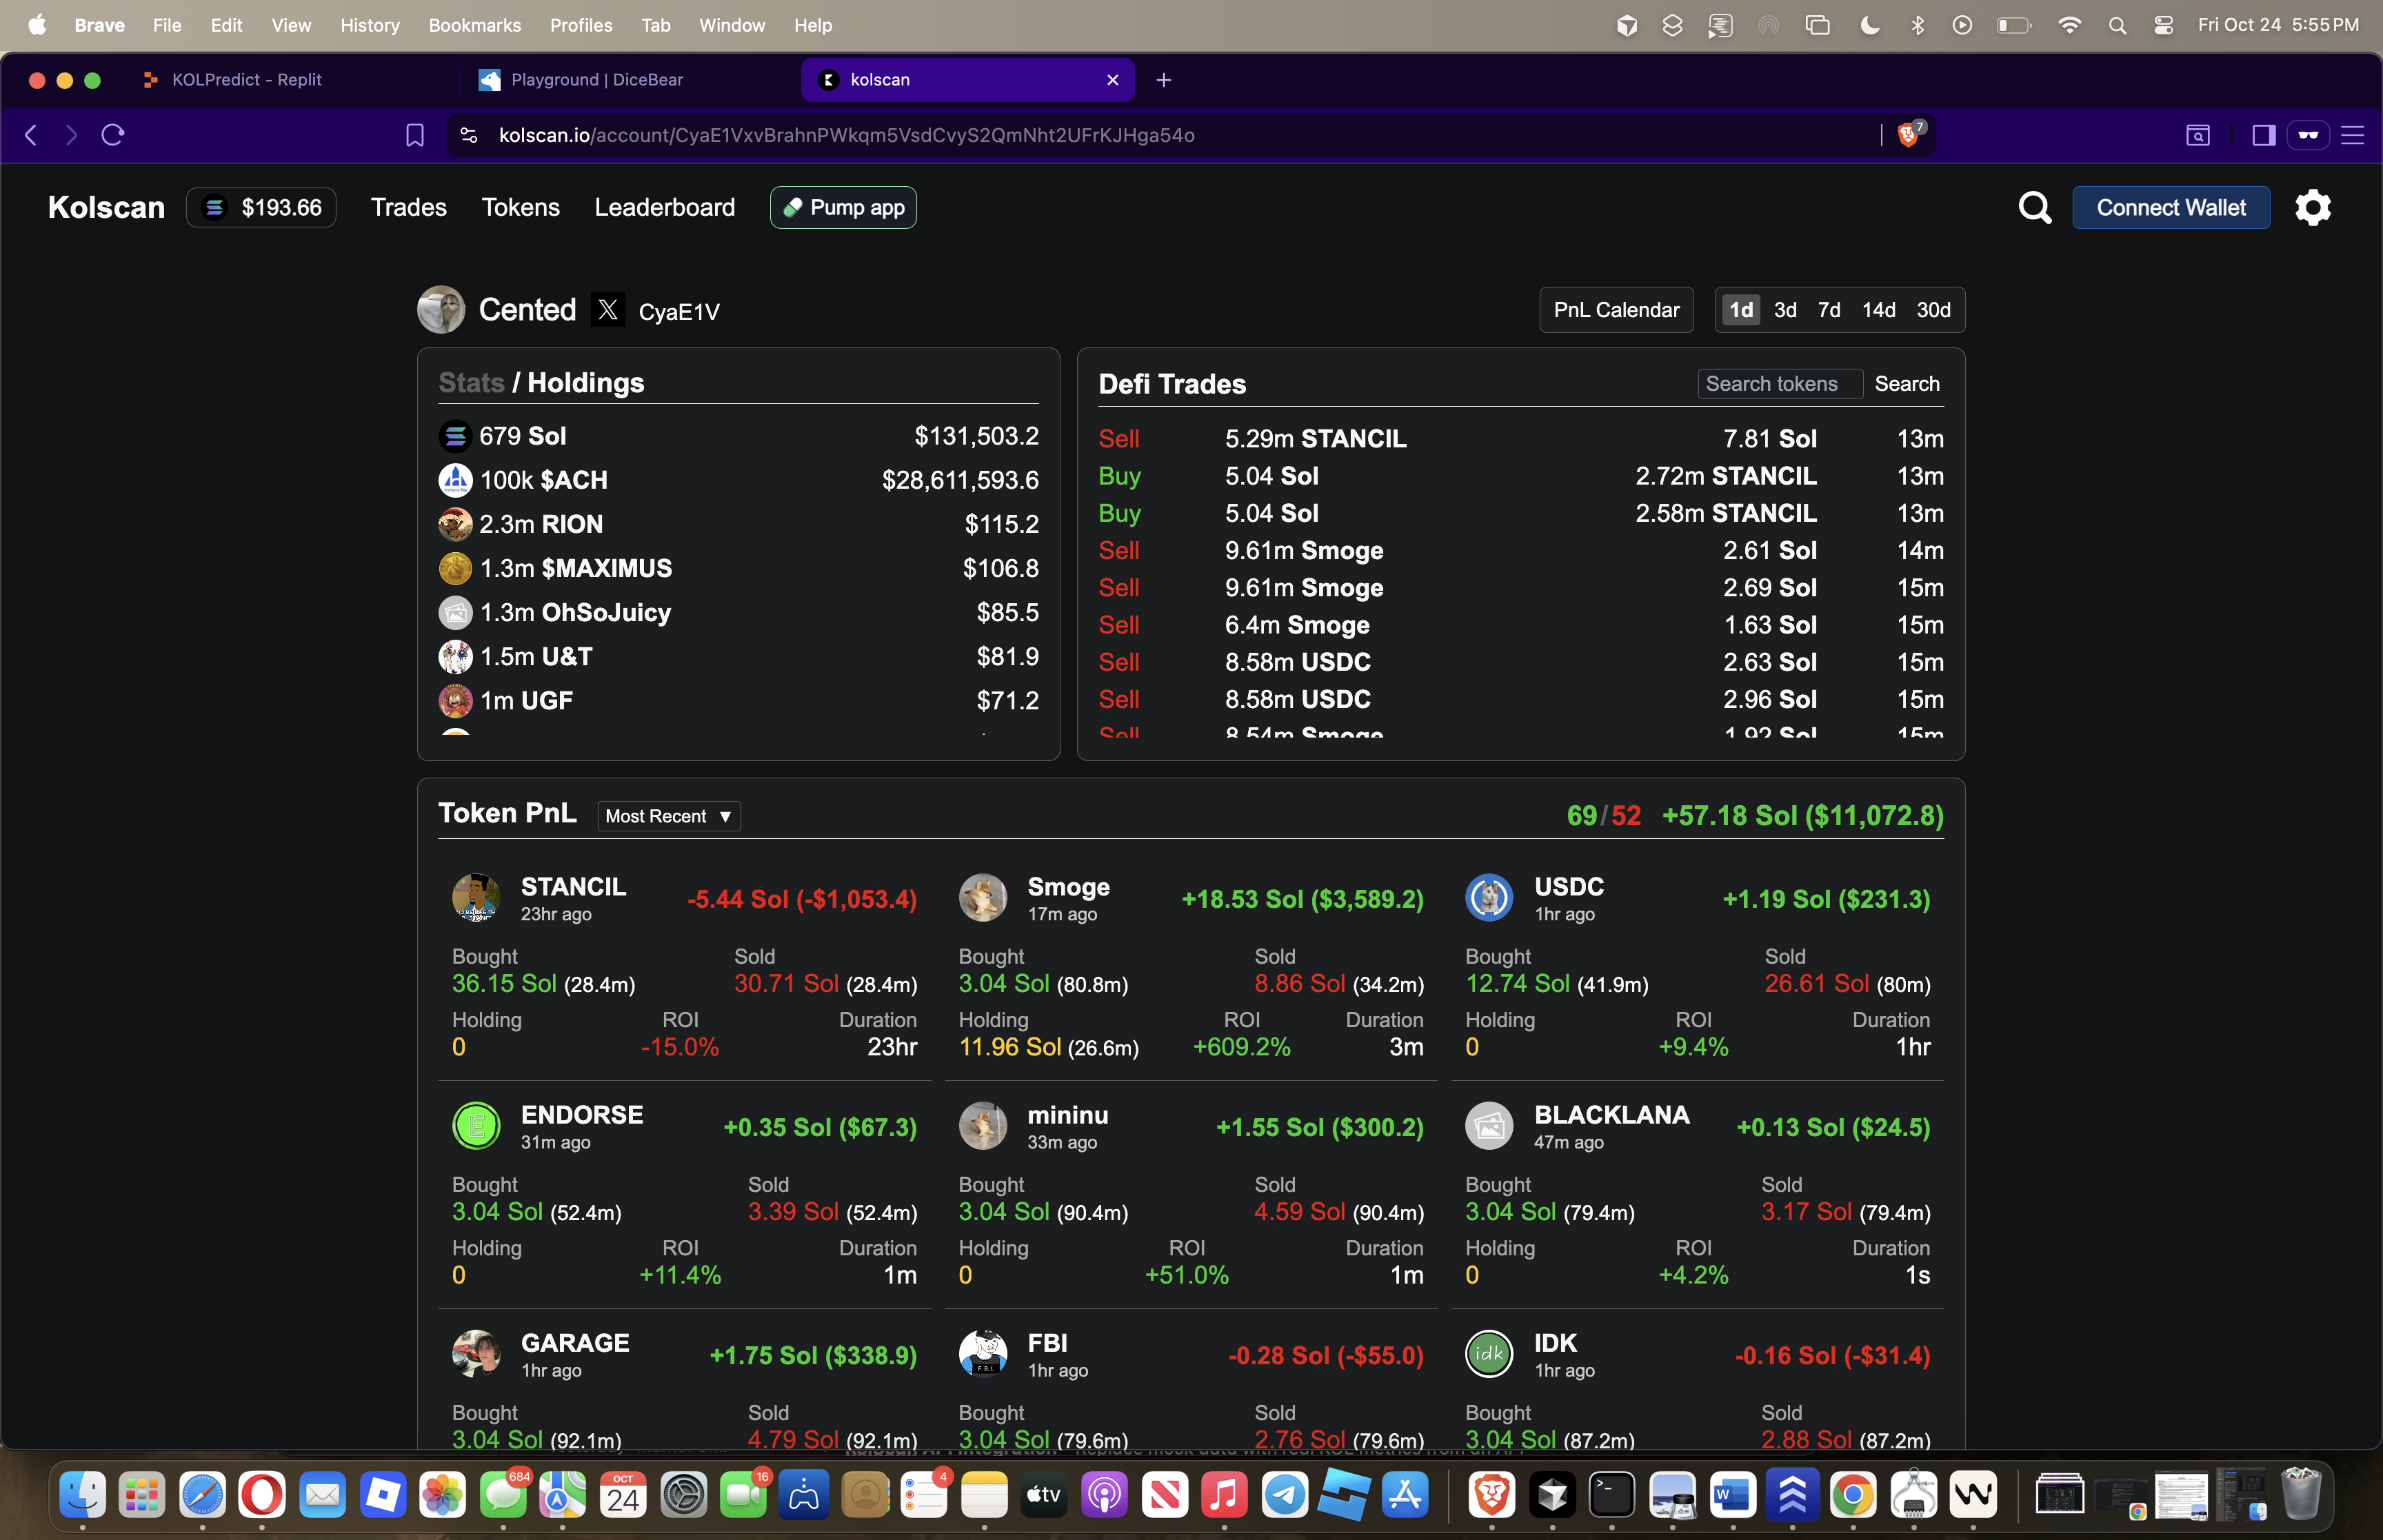 Brave File Edit View History Bookmarks Profiles Tab Window Help Fri Oct 24 5:55 PM
KOLPredict - Replit Playground | DiceBear kolscan
kolscan.io/account/CyaE1VxvBrahnPWkqm5VsdCvyS2QmNht2UFrKJHga54o 7
Kolscan $193.66 Trades Tokens Leaderboard Pump app Connect Wallet
Cented CyaE1V PnL Calendar 1d 3d 7d 14d 30d
Stats / Holdings
679 Sol $131,503.2
100k $ACH $28,611,593.6
2.3m RION $115.2
1.3m $MAXIMUS $106.8
1.3m OhSoJuicy $85.5
1.5m U&T $81.9
1m UGF $71.2
Defi Trades Search tokens Search
Sell 5.29m STANCIL 7.81 Sol 13m
Buy 5.04 Sol 2.72m STANCIL 13m
Buy 5.04 Sol 2.58m STANCIL 13m
Sell 9.61m Smoge 2.61 Sol 14m
Sell 9.61m Smoge 2.69 Sol 15m
Sell 6.4m Smoge 1.63 Sol 15m
Sell 8.58m USDC 2.63 Sol 15m
Sell 8.58m USDC 2.96 Sol 15m
Sell 8.54m Smoge 1.92 Sol 15m
Token PnL Most Recent ▼ 69/52 +57.18 Sol ($11,072.8)
STANCIL -5.44 Sol (-$1,053.4)
23hr ago
Bought Sold
36.15 Sol (28.4m) 30.71 Sol (28.4m)
Holding ROI Duration
0 -15.0% 23hr
Smoge +18.53 Sol ($3,589.2)
17m ago
Bought Sold
3.04 Sol (80.8m) 8.86 Sol (34.2m)
Holding ROI Duration
11.96 Sol (26.6m) +609.2% 3m
USDC +1.19 Sol ($231.3)
1hr ago
Bought Sold
12.74 Sol (41.9m) 26.61 Sol (80m)
Holding ROI Duration
0 +9.4% 1hr
ENDORSE +0.35 Sol ($67.3)
31m ago
Bought Sold
3.04 Sol (52.4m) 3.39 Sol (52.4m)
Holding ROI Duration
0 +11.4% 1m
mininu +1.55 Sol ($300.2)
33m ago
Bought Sold
3.04 Sol (90.4m) 4.59 Sol (90.4m)
Holding ROI Duration
0 +51.0% 1m
BLACKLANA +0.13 Sol ($24.5)
47m ago
Bought Sold
3.04 Sol (79.4m) 3.17 Sol (79.4m)
Holding ROI Duration
0 +4.2% 1s
GARAGE +1.75 Sol ($338.9)
1hr ago
Bought Sold
3.04 Sol (92.1m) 4.79 Sol (92.1m)
FBI -0.28 Sol (-$55.0)
1hr ago
Bought Sold
3.04 Sol (79.6m) 2.76 Sol (79.6m)
idk
IDK -0.16 Sol (-$31.4)
1hr ago
Bought Sold
3.04 Sol (87.2m) 2.88 Sol (87.2m)
684 OCT 24 16 4 tv